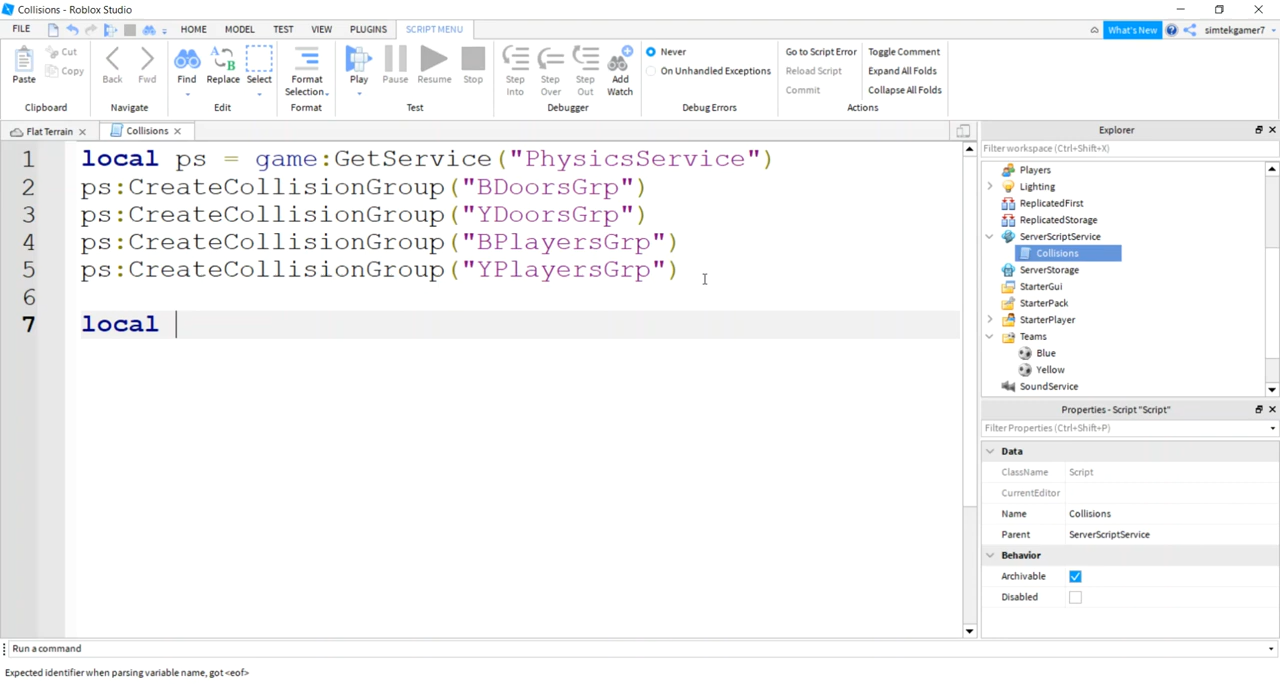 Collisions - Roblox Studio
FILE HOME MODEL TEST VIEW PLUGINS SCRIPT MENU What's New simtekgamer7
Paste Cut Copy Back Fwd Find Replace Select Format Selection Play Pause Resume Stop Step Into Step Over Step Out Add Watch Never On Unhandled Exceptions Go to Script Error Reload Script Commit Toggle Comment Expand All Folds Collapse All Folds
Clipboard Navigate Edit Format Test Debugger Debug Errors Actions
Flat Terrain Collisions
1 local ps = game:GetService("PhysicsService")
2 ps:CreateCollisionGroup("BDoorsGrp")
3 ps:CreateCollisionGroup("YDoorsGrp")
4 ps:CreateCollisionGroup("BPlayersGrp")
5 ps:CreateCollisionGroup("YPlayersGrp")
6
7 local
Explorer
Filter workspace (Ctrl+Shift+X)
Players
Lighting
ReplicatedFirst
ReplicatedStorage
ServerScriptService
Collisions
ServerStorage
StarterGui
StarterPack
StarterPlayer
Teams
Blue
Yellow
SoundService
Properties - Script "Script"
Filter Properties (Ctrl+Shift+P)
Data
ClassName Script
CurrentEditor
Name Collisions
Parent ServerScriptService
Behavior
Archivable
Disabled
Run a command
Expected identifier when parsing variable name, got <eof>